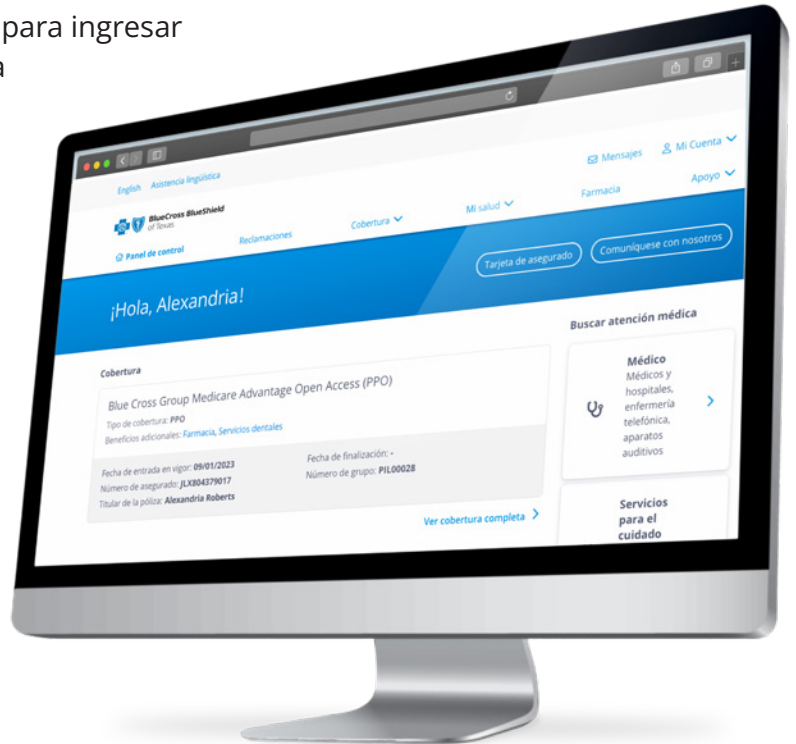 para ingresar
a
English Asistencia lingüística
Mensajes Mi Cuenta
BlueCross BlueShield
of Texas
Panel de control Reclamaciones Cobertura Mi salud Farmacia Apoyo
¡Hola, Alexandria!
Tarjeta de asegurado Comuníquese con nosotros
Cobertura
Blue Cross Group Medicare Advantage Open Access (PPO)
Tipo de cobertura: PPO
Beneficios adicionales: Farmacia, Servicios dentales
Fecha de entrada en vigor: 09/01/2023
Número de asegurado: JLX804379017
Titular de la póliza: Alexandria Roberts
Fecha de finalización: -
Número de grupo: PIL00028
Ver cobertura completa
Buscar atención médica
Médico
Médicos y
hospitales,
enfermería
telefónica,
aparatos
auditivos
Servicios
para el
cuidado